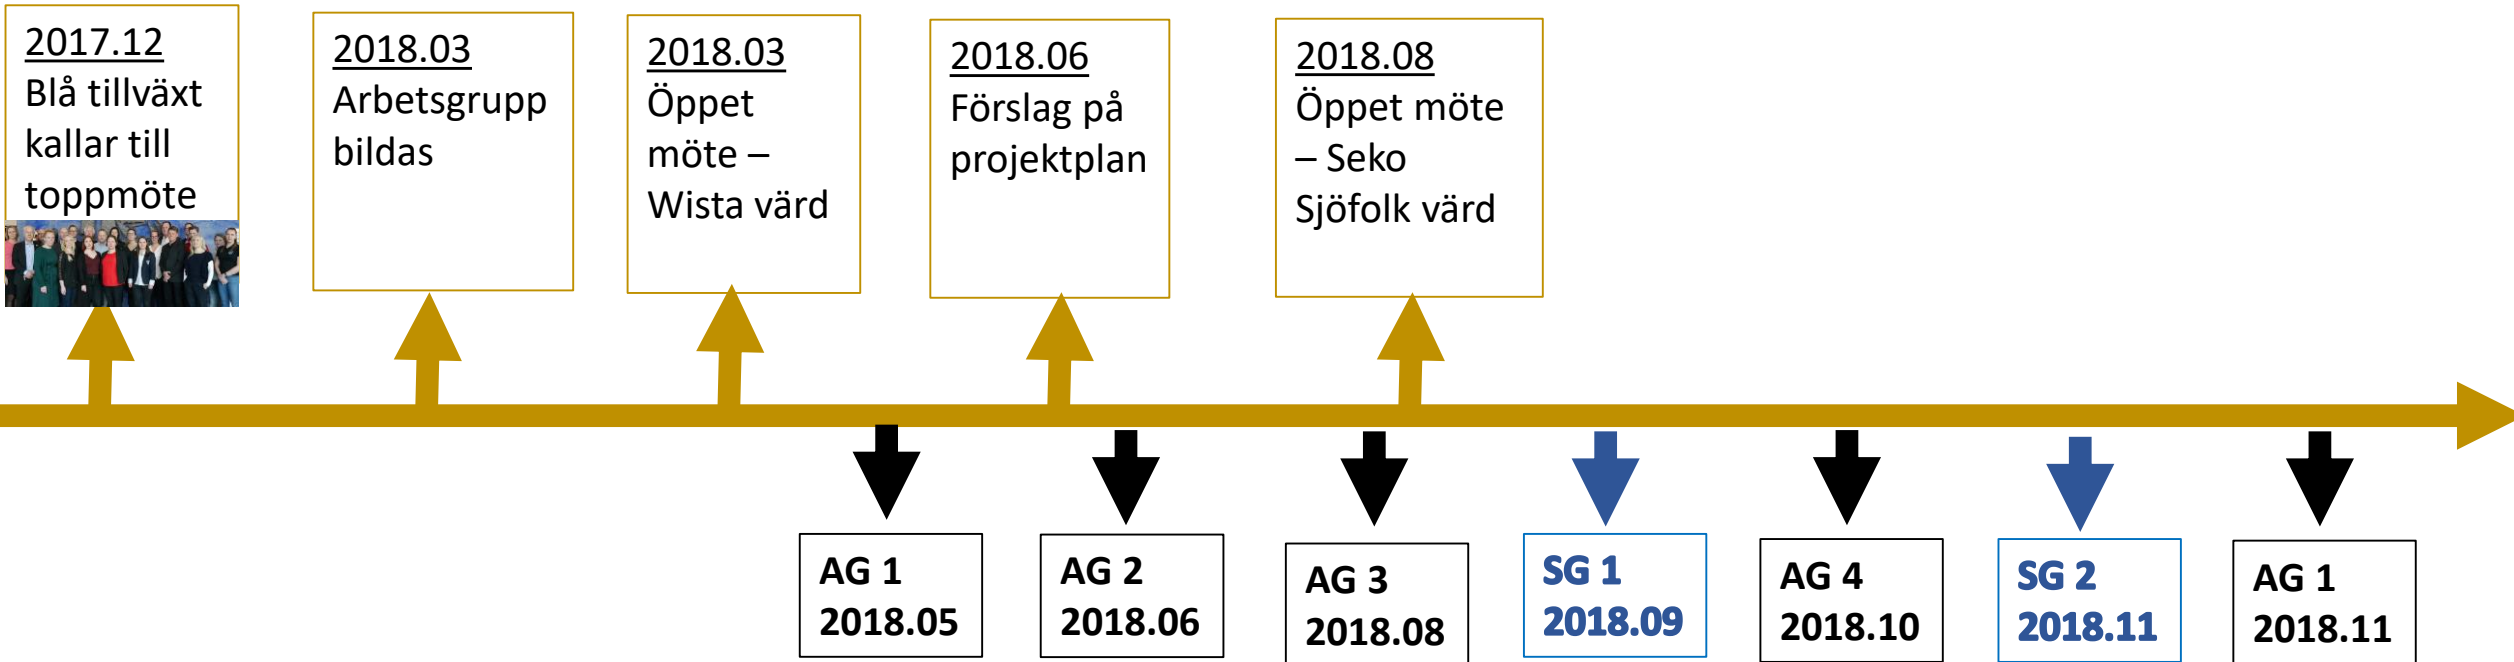 2017.12
Blå tillväxt
kallar till
toppmöte
2018.03
Arbetsgrupp
bildas
2018.03
Öppet
möte –
Wista värd
2018.06
Förslag på
projektplan
2018.08
Öppet möte
– Seko
Sjöfolk värd
AG 1
2018.05
AG 2
2018.06
AG 3
2018.08
SG 1
2018.09
AG 4
2018.10
SG 2
2018.11
AG 1
2018.11